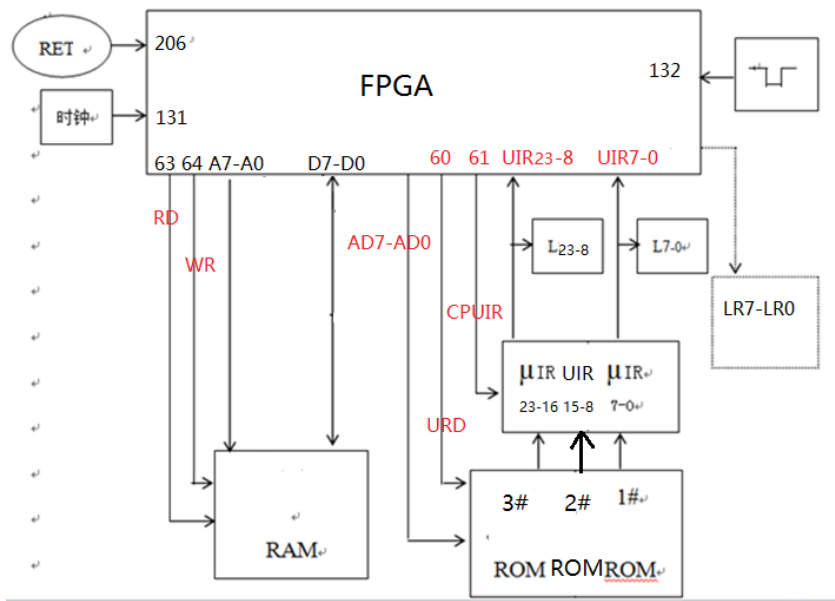 RET
206
FPGA
132
时钟
131
63 64 A7-A0 D7-D0 60 61 UIR23-8 UIR7-0
RD
WR
AD7-AD0
L23-8
L7-0
CPUIR
LR7-LR0
μIR UIR μIR
23-16 15-8 7-0
URD
3# 2# 1#
RAM
ROM ROM ROM